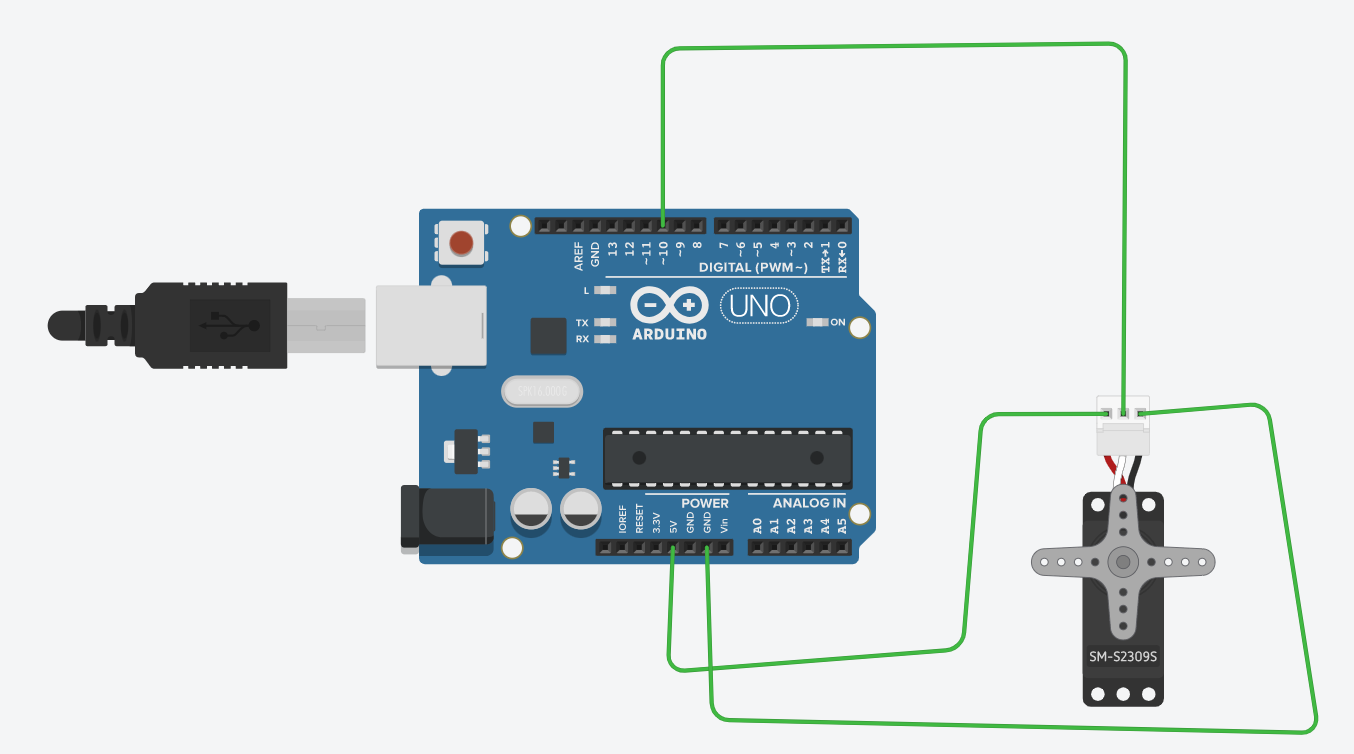 AREF
GND
13
12
~11
~10
~9
8
7
~6
~5
4
~3
2
TX→1
RX←0
DIGITAL (PWM~)
L
TX
RX
ARDUINO
UNO
ON
POWER
ANALOG IN
IOREF
RESET
3.3V
5V
GND
GND
Vin
A0
A1
A2
A3
A4
A5
SM-S2309S